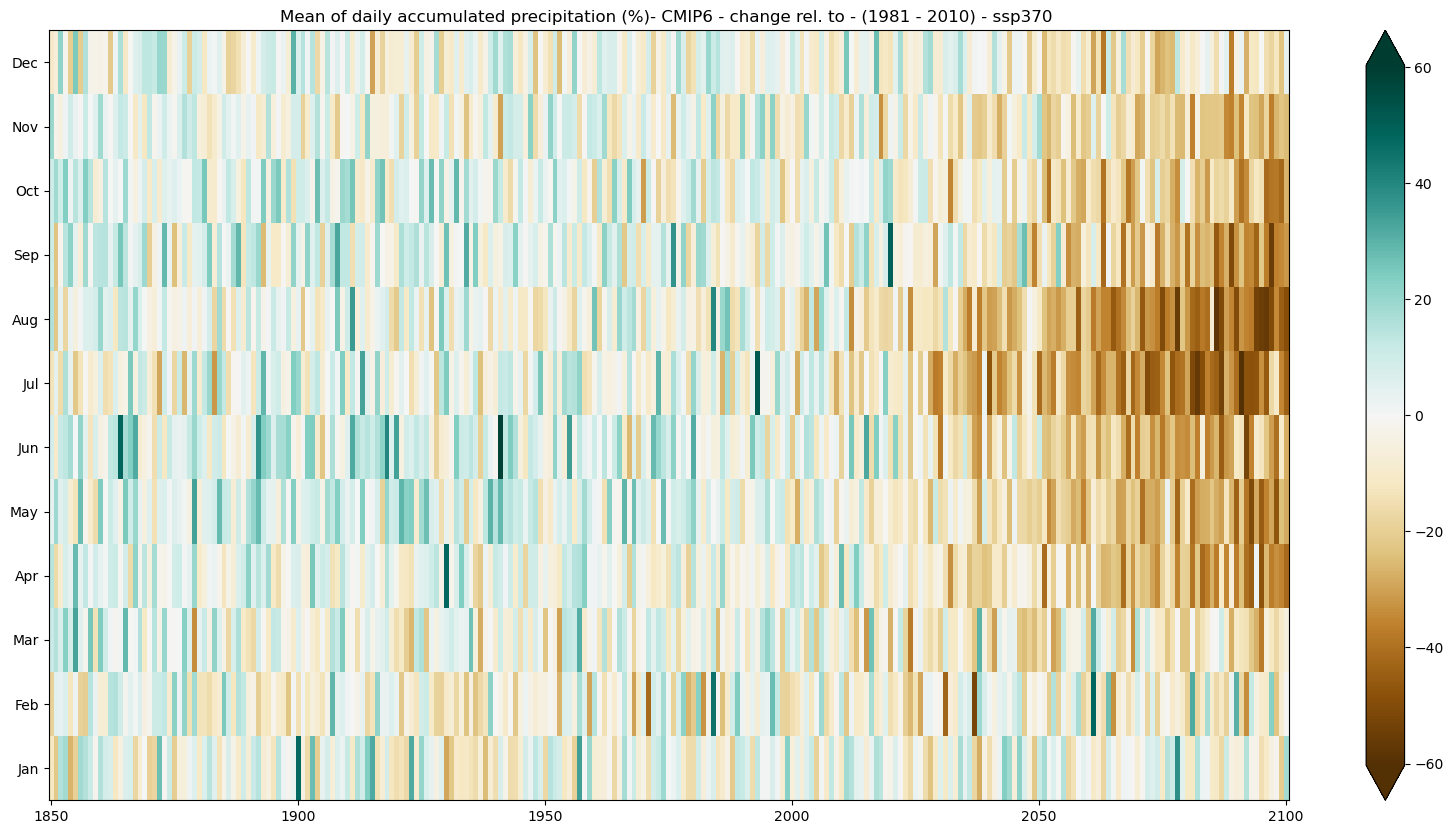 Mean of daily accumulated precipitation (%)- CMIP6 - change rel. to - (1981 - 2010) - ssp370
Dec
Nov
Oct
Sep
Aug
Jul
Jun
May
Apr
Mar
Feb
Jan
1850 1900 1950 2000 2050 2100
60
40
20
0
−20
−40
−60